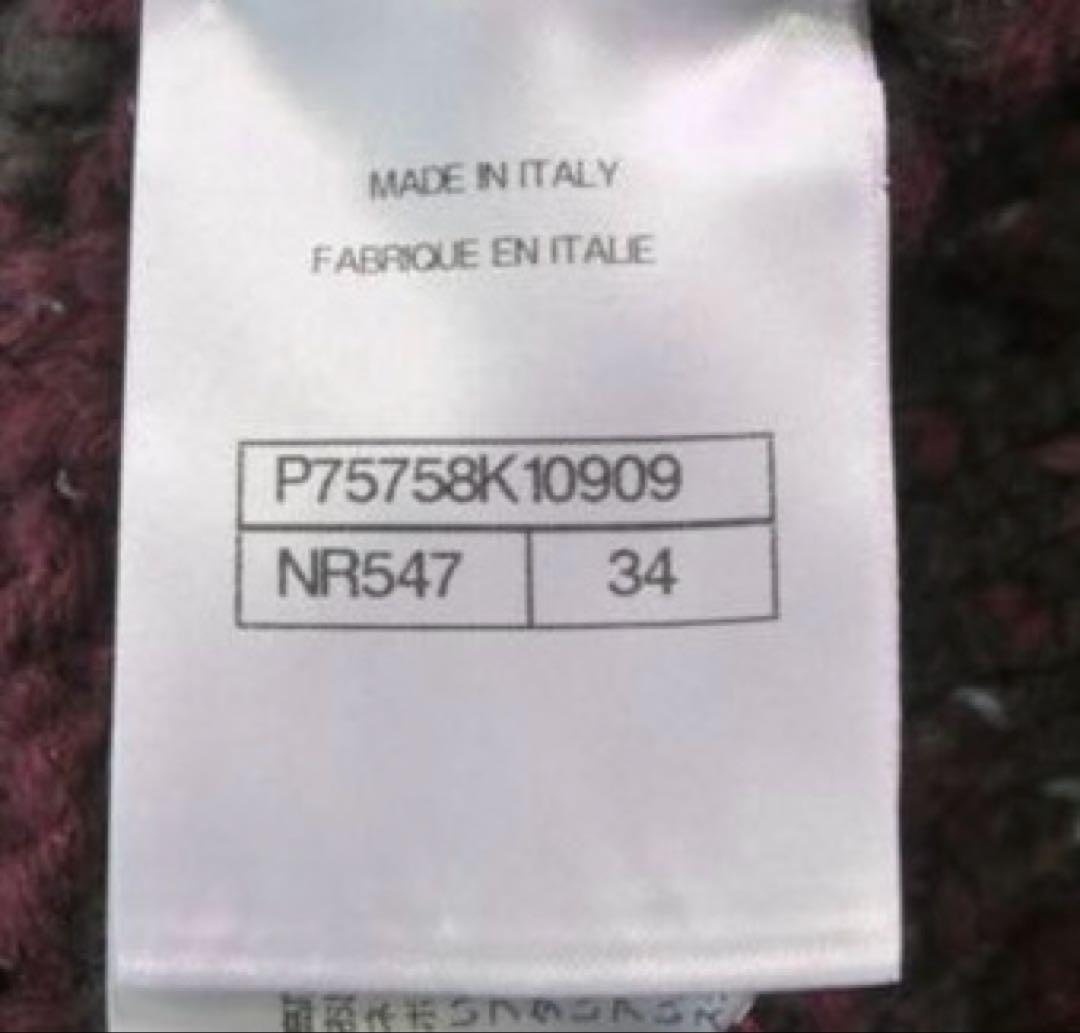 MADE IN ITALY
FABRIQUE EN ITALIE
P75758K10909
NR547 34